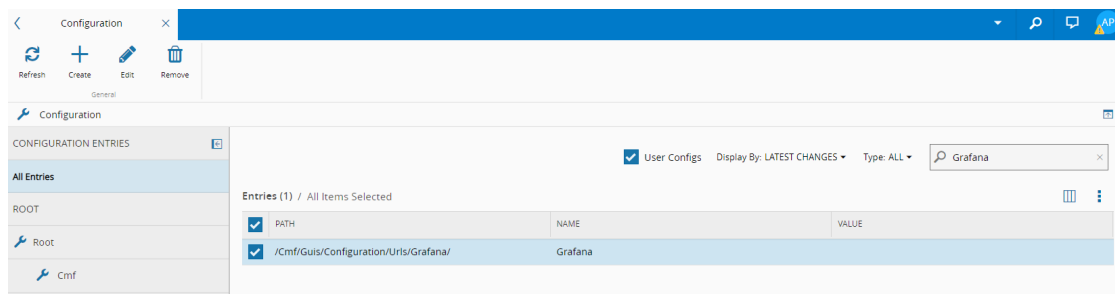 Configuration
AP
Refresh Create Edit Remove
General
Configuration
CONFIGURATION ENTRIES
User Configs Display By: LATEST CHANGES Type: ALL Grafana
All Entries
Entries (1) / All Items Selected
ROOT
PATH NAME VALUE
Root
/Cmf/Guis/Configuration/Urls/Grafana/ Grafana
Cmf